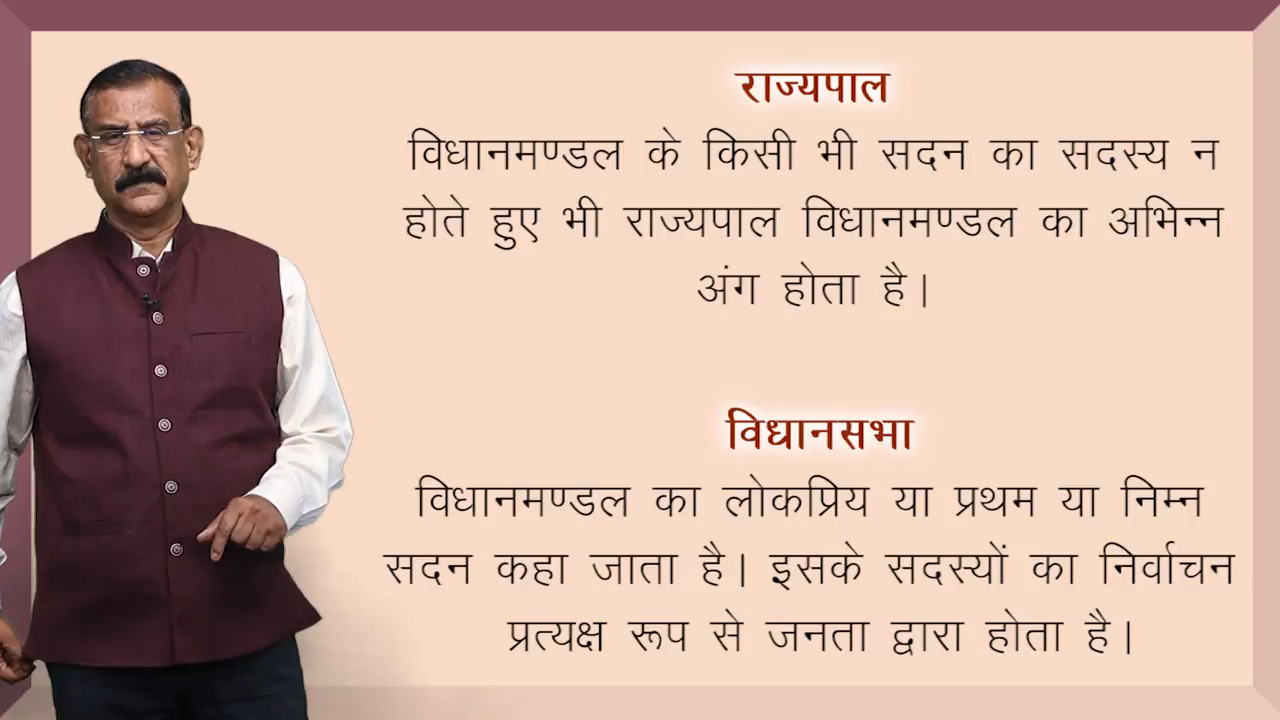 राज्यपाल
विधानमण्डल के किसी भी सदन का सदस्य न
होते हुए भी राज्यपाल विधानमण्डल का अभिन्न
अंग होता है।
विधानसभा
विधानमण्डल का लोकप्रिय या प्रथम या निम्न
सदन कहा जाता है। इसके सदस्यों का निर्वाचन
प्रत्यक्ष रूप से जनता द्वारा होता है।